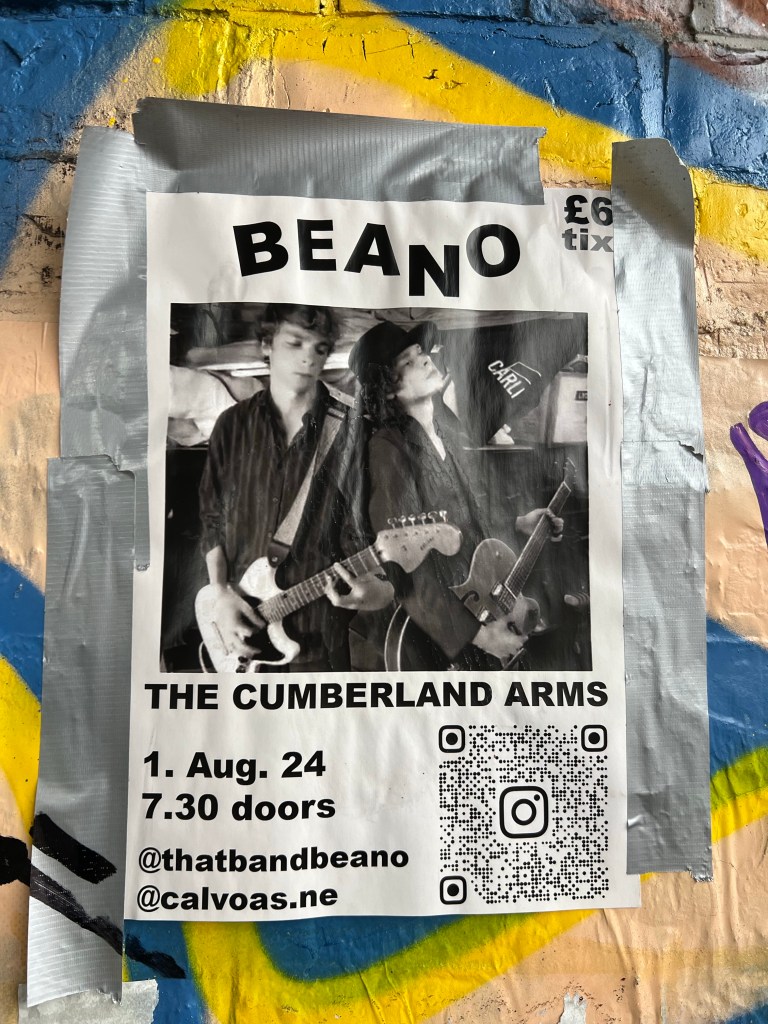 BEANO
£6
tix
CARLI
THE CUMBERLAND ARMS
1. Aug. 24
7.30 doors
@thatbandbeano
@calvoas.ne